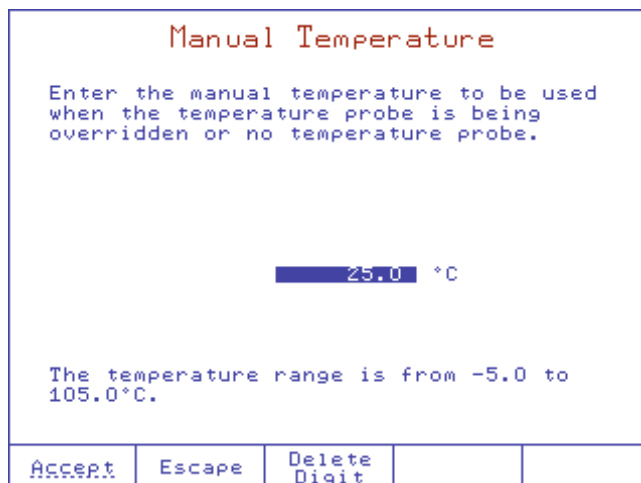 Manual Temperature
Enter the manual temperature to be used
when the temperature probe is being
overridden or no temperature probe.
25.0 °C
The temperature range is from -5.0 to
105.0°C.
Accept Escape Delete
Digit